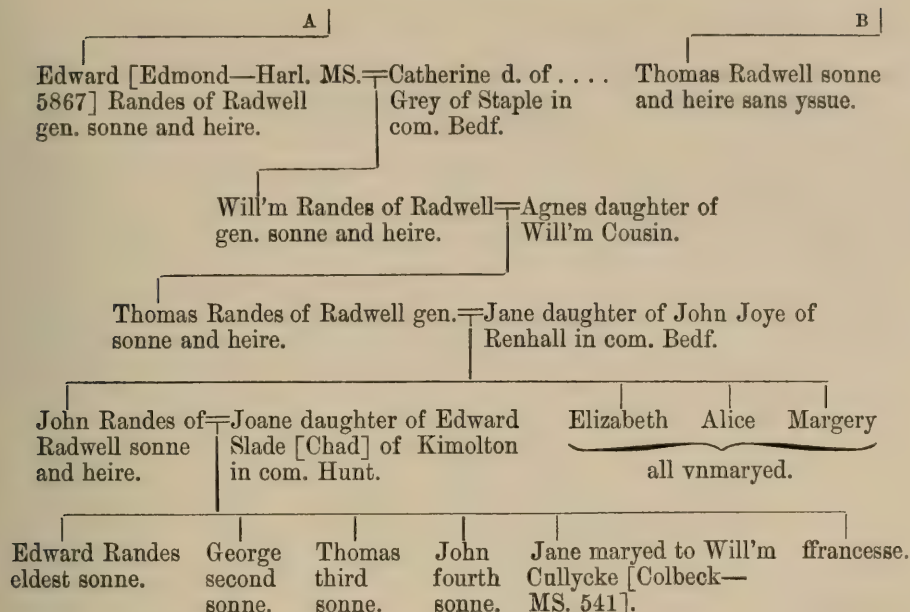 A
B
Edward [Edmond—Harl. MS.
5867] Randes of Radwell
gen. sonne and heire.
Catherine d. of . . . .
Grey of Staple in
com. Bedf.
Thomas Radwell sonne
and heire sans yssue.
Will'm Randes of Radwell
gen. sonne and heire.
Agnes daughter of
Will'm Cousin.
Thomas Randes of Radwell gen.
sonne and heire.
Jane daughter of John Joye of
Renhall in com. Bedf.
John Randes of
Radwell sonne
and heire.
Joane daughter of Edward
Slade [Chad] of Kimolton
in com. Hunt.
Elizabeth
Alice
Margery
all vnmaryed.
Edward Randes
eldest sonne.
George
second
sonne.
Thomas
third
sonne.
John
fourth
sonne.
Jane maryed to Will'm
Cullycke [Colbeck—
MS. 541].
ffrancesse.